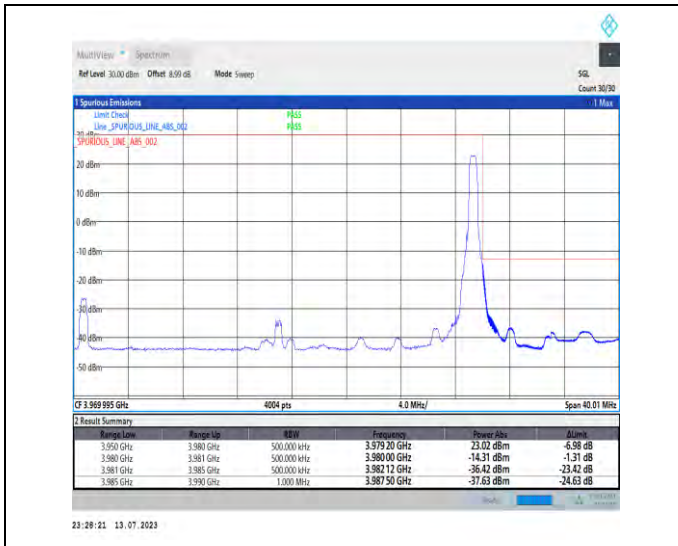 MultiView Spectrum
Ref Level 30.00 dBm Offset 8.99 dB Mode Sweep SGL
Count 30/30
1 Spurious Emissions 1 Max
Limit Check PASS
Line _SPURIOUS_LINE_ABS_002 PASS
30 dBm
_SPURIOUS_LINE_ABS_002
20 dBm
10 dBm
0 dBm
-10 dBm
-20 dBm
-30 dBm
-40 dBm
-50 dBm
CF 3.969 995 GHz 4004 pts 4.0 MHz/ Span 40.01 MHz
2 Result Summary
Range Low Range Up RBW Frequency Power Abs ΔLimit
3.950 GHz 3.980 GHz 500.000 kHz 3.979 20 GHz 23.02 dBm -6.98 dB
3.980 GHz 3.981 GHz 500.000 kHz 3.980 00 GHz -14.31 dBm -1.31 dB
3.981 GHz 3.985 GHz 500.000 kHz 3.982 12 GHz -36.42 dBm -23.42 dB
3.985 GHz 3.990 GHz 1.000 MHz 3.987 50 GHz -37.63 dBm -24.63 dB
23:28:21 13.07.2023